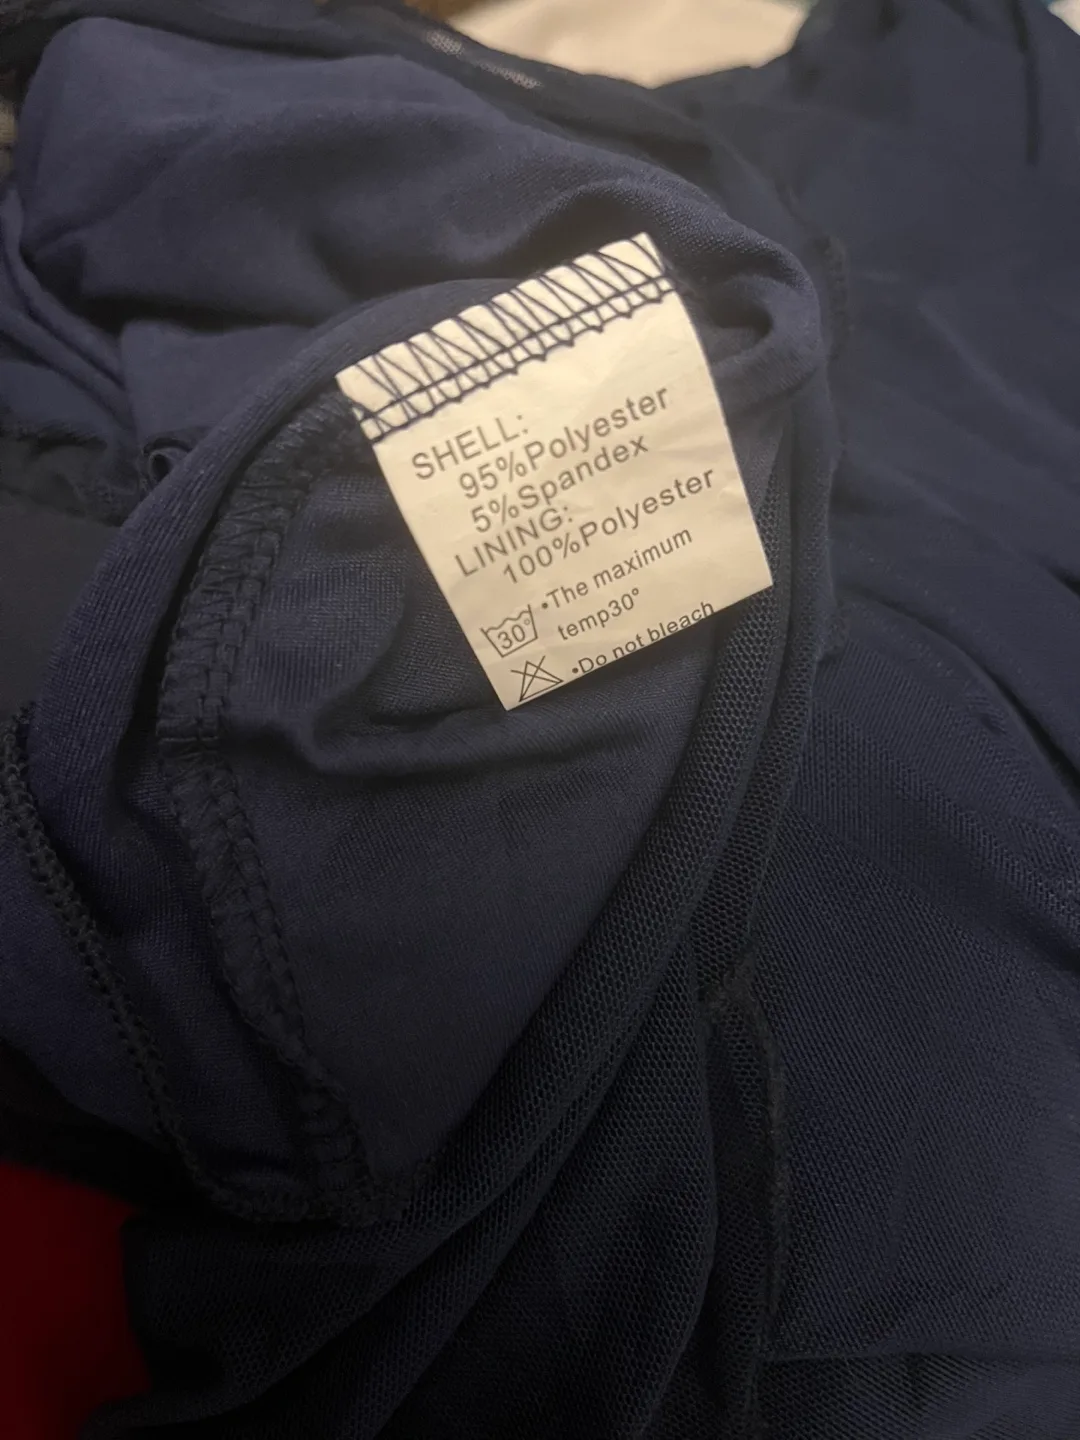 SHELL:
95%Polyester
5%Spandex
LINING:
100%Polyester
30° •The maximum
temp30°
•Do not bleach